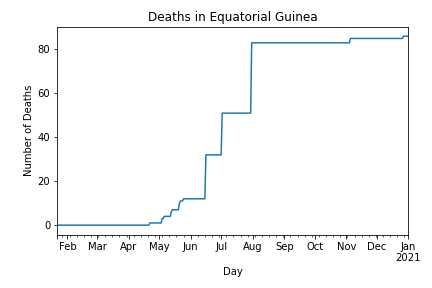 Deaths in Equatorial Guinea
Number of Deaths
80
60
40
20
0
Feb Mar Apr May Jun Jul Aug Sep Oct Nov Dec Jan
2021
Day